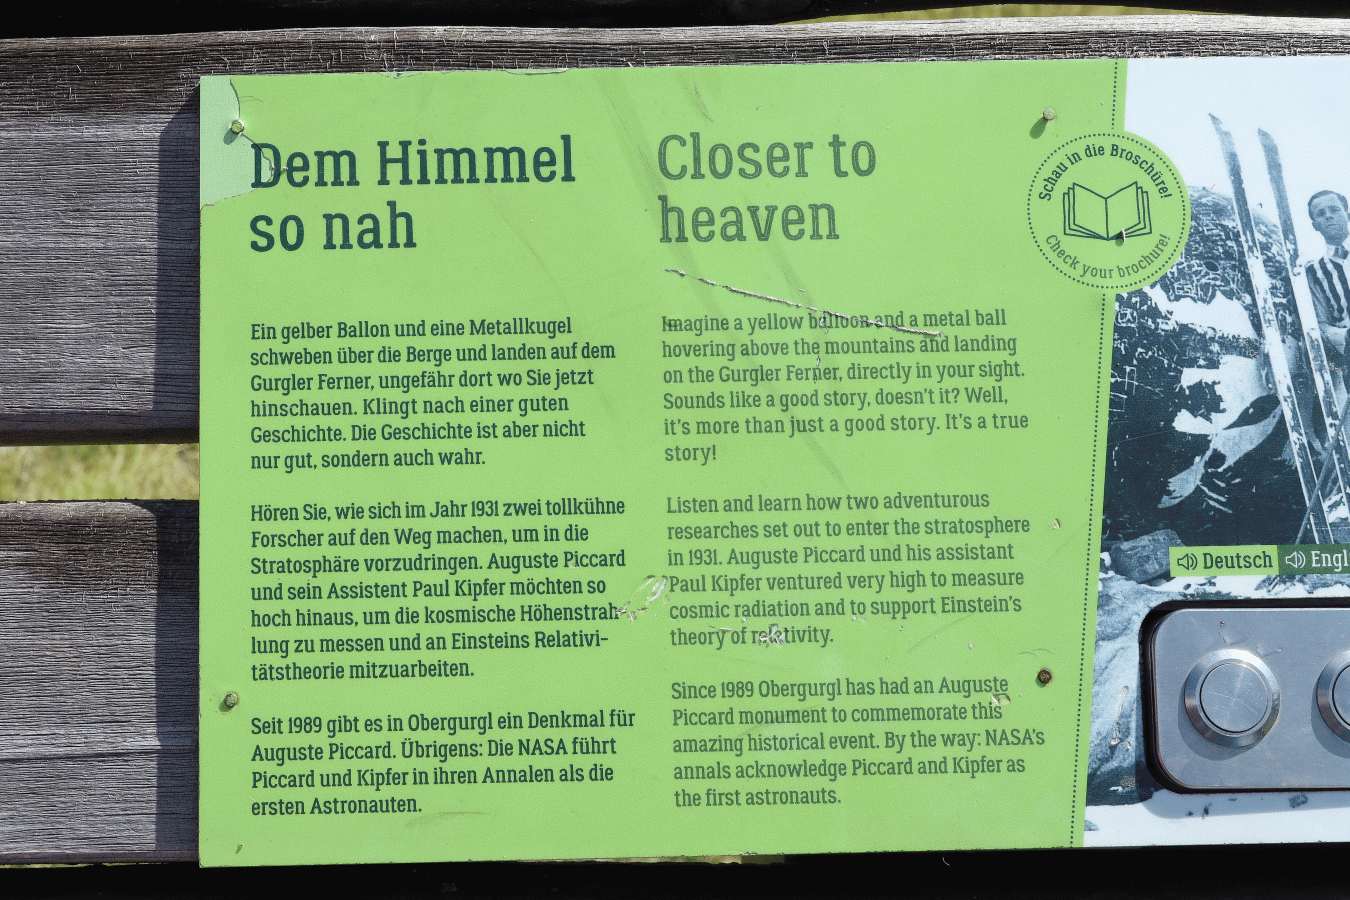 Dem Himmel
so nah
Ein gelber Ballon und eine Metallkugel
schweben über die Berge und landen auf dem
Gurgler Ferner, ungefähr dort wo Sie jetzt
hinschauen. Klingt nach einer guten
Geschichte. Die Geschichte ist aber nicht
nur gut, sondern auch wahr.
Hören Sie, wie sich im Jahr 1931 zwei tollkühne
Forscher auf den Weg machen, um in die
Stratosphäre vorzudringen. Auguste Piccard
und sein Assistent Paul Kipfer möchten so
hoch hinaus, um die kosmische Höhenstrah-
lung zu messen und an Einsteins Relativi-
tätstheorie mitzuarbeiten.
Seit 1989 gibt es in Obergurgl ein Denkmal für
Auguste Piccard. Übrigens: Die NASA führt
Piccard und Kipfer in ihren Annalen als die
ersten Astronauten.
Closer to
heaven
Imagine a yellow balloon and a metal ball
hovering above the mountains and landing
on the Gurgler Ferner, directly in your sight.
Sounds like a good story, doesn't it? Well,
it's more than just a good story. It's a true
story!
Listen and learn how two adventurous
researches set out to enter the stratosphere
in 1931. Auguste Piccard und his assistant
Paul Kipfer ventured very high to measure
cosmic radiation and to support Einstein's
theory of relativity.
Since 1989 Obergurgl has had an Auguste
Piccard monument to commemorate this
amazing historical event. By the way: NASA's
annals acknowledge Piccard and Kipfer as
the first astronauts.
Schau in die Broschüre!
Check your brochure!
Deutsch
Engl